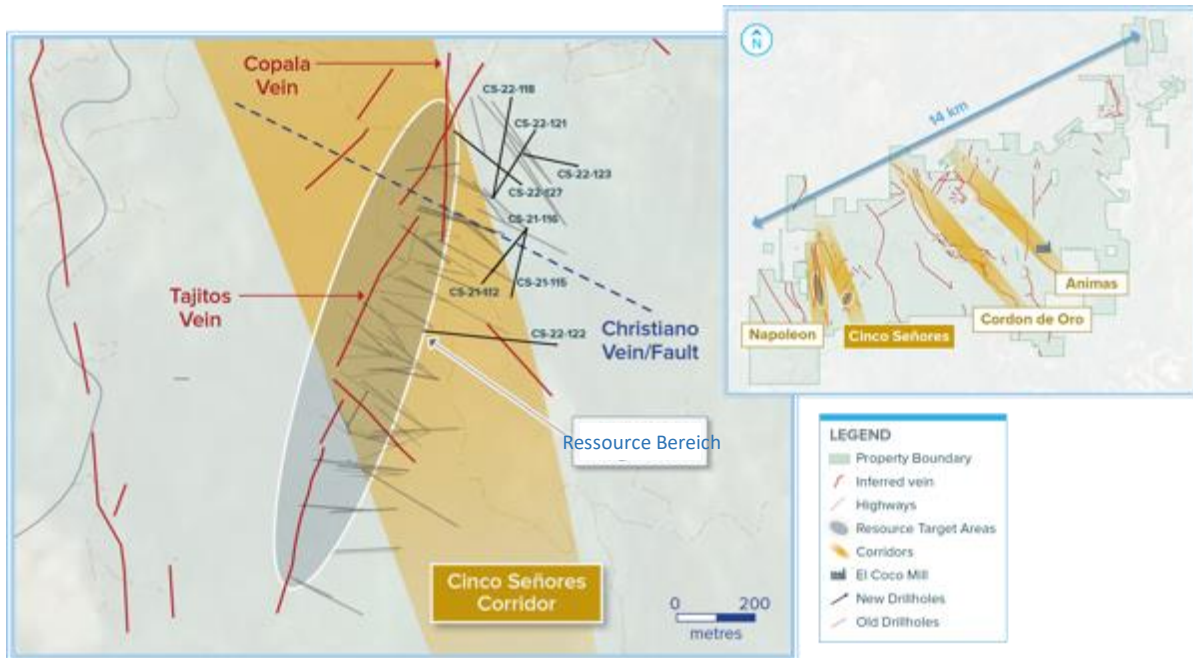 Copala
Vein
CS-22-118
CS-22-121
CS-22-123
CS-22-127
CS-21-116
CS-21-112
CS-21-115
Tajitos
Vein
Christiano
Vein/Fault
CS-22-122
Ressource Bereich
Cinco Señores
Corridor
0 200
metres
N
14 km
Napoleon
Cinco Señores
Cordon de Oro
Animas
LEGEND
Property Boundary
Inferred vein
Highways
Resource Target Areas
Corridors
El Coco Mill
New Drillholes
Old Drillholes